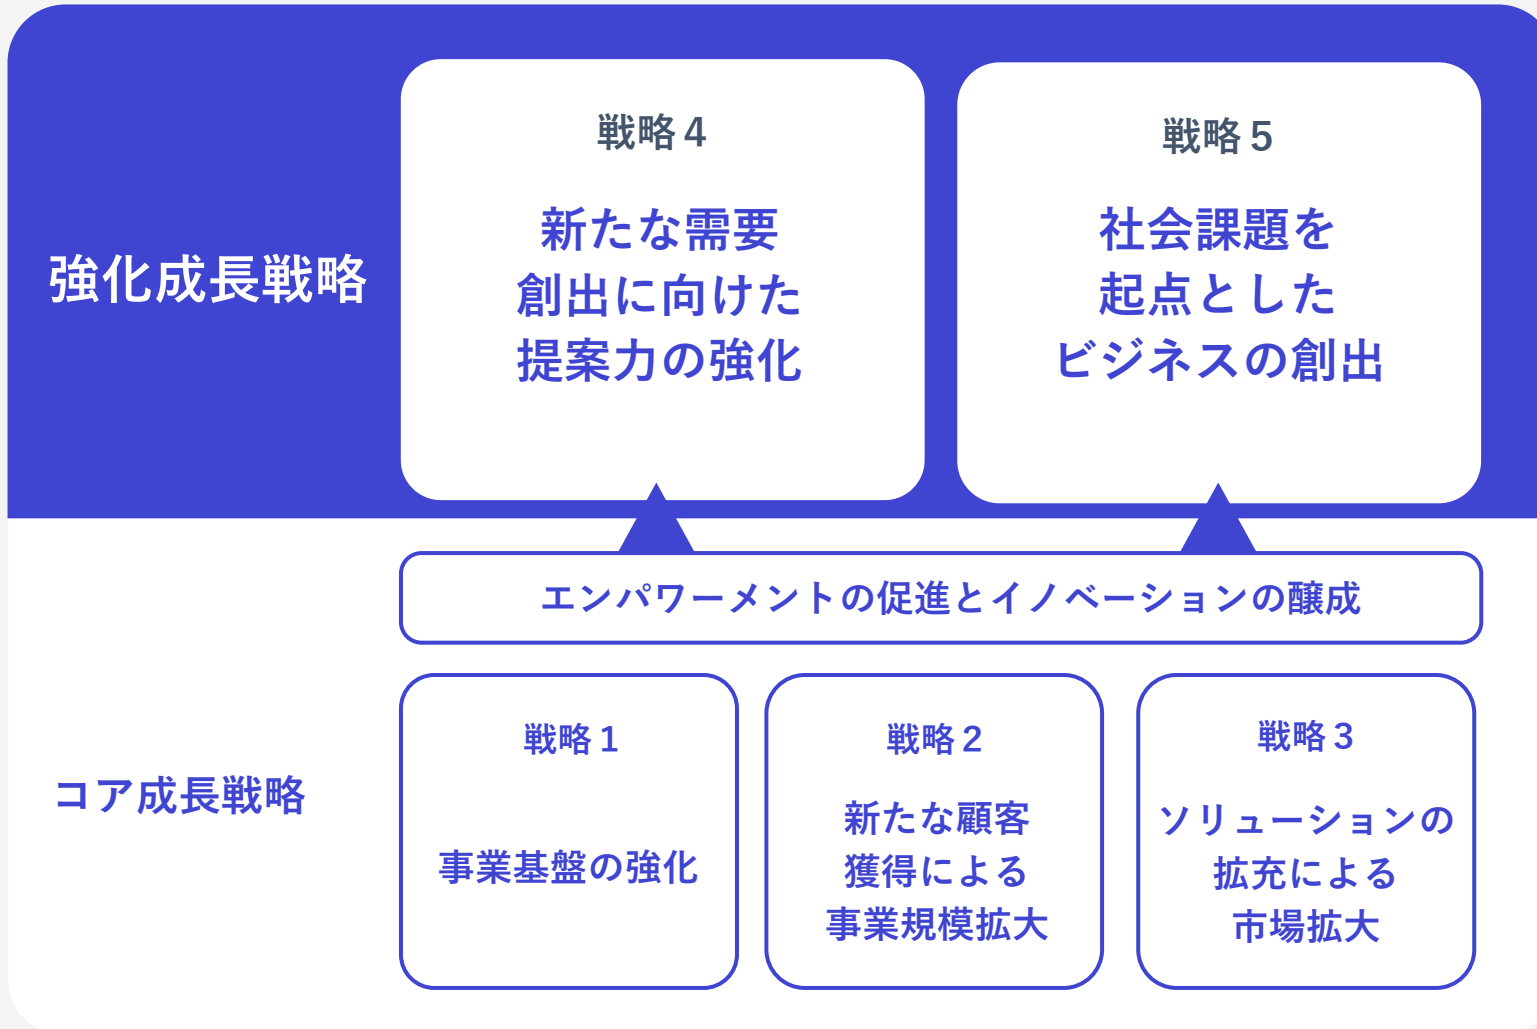 強化成長戦略
戦略４
新たな需要
創出に向けた
提案力の強化
戦略５
社会課題を
起点とした
ビジネスの創出
エンパワーメントの促進とイノベーションの醸成
コア成長戦略
戦略１
事業基盤の強化
戦略２
新たな顧客
獲得による
事業規模拡大
戦略３
ソリューションの
拡充による
市場拡大